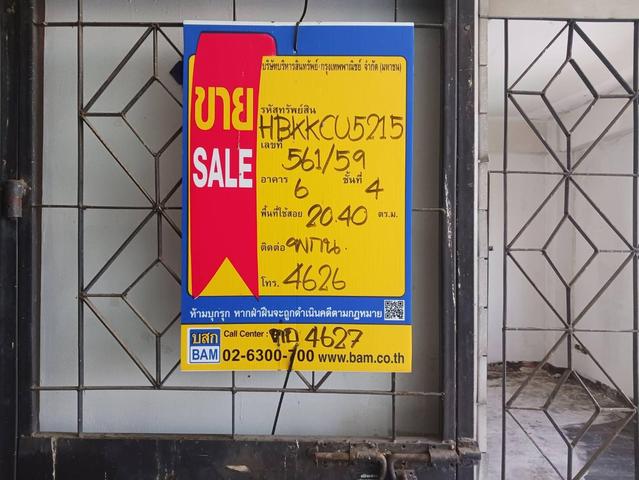 บริษัทบริหารสินทรัพย์ กรุงเทพพาณิชย์ จำกัด (มหาชน)
ขาย
SALE
รหัสทรัพย์สิน
HBKKCU5215
เลขที่ 561/59
อาคาร 6 ชั้นที่ 4
พื้นที่ใช้สอย 20.40 ตร.ม.
ติดต่อ
โทร. 4626
ห้ามบุกรุก หากฝ่าฝืนจะถูกดำเนินคดีตามกฎหมาย
บสก
BAM
Call Center : 4627
02-6300-700 www.bam.co.th